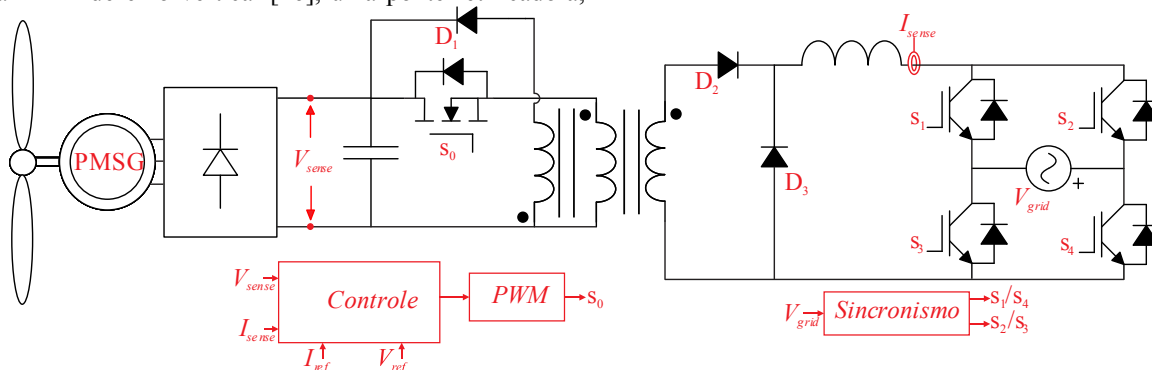 D1
Isense
D2
S1
S2
PMSG
Vsense
S0
D3
Vgrid
+
S3
S4
Vsense
Isense
Controle
PWM
S0
Iref
Vref
Vgrid
Sincronismo
S1/S4
S2/S3